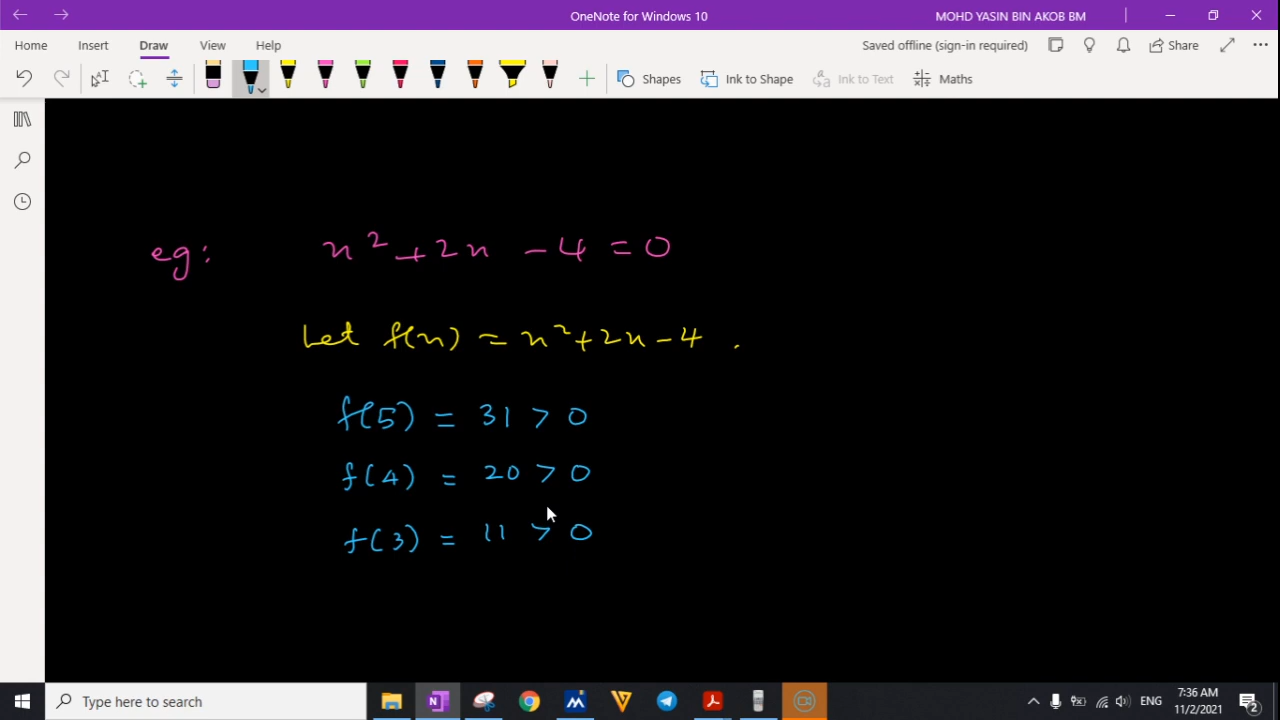 OneNote for Windows 10
MOHD YASIN BIN AKOB BM
Home Insert Draw View Help
Saved offline (sign-in required)
Share
Shapes
Ink to Shape
Ink to Text
Maths
eg: x² + 2x - 4 = 0
Let f(x) = x² + 2x - 4 .
f(5) = 31 > 0
f(4) = 20 > 0
f(3) = 11 > 0
Type here to search
ENG
7:36 AM
11/2/2021
2